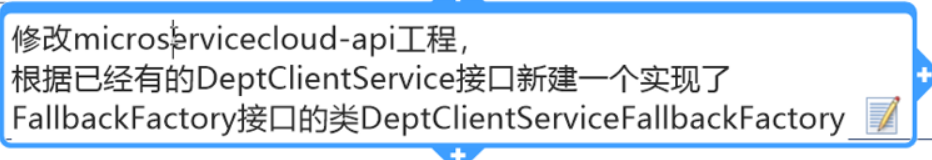 修改microservicecloud-api工程，
根据已经有的DeptClientService接口新建一个实现了
FallbackFactory接口的类DeptClientServiceFallbackFactory